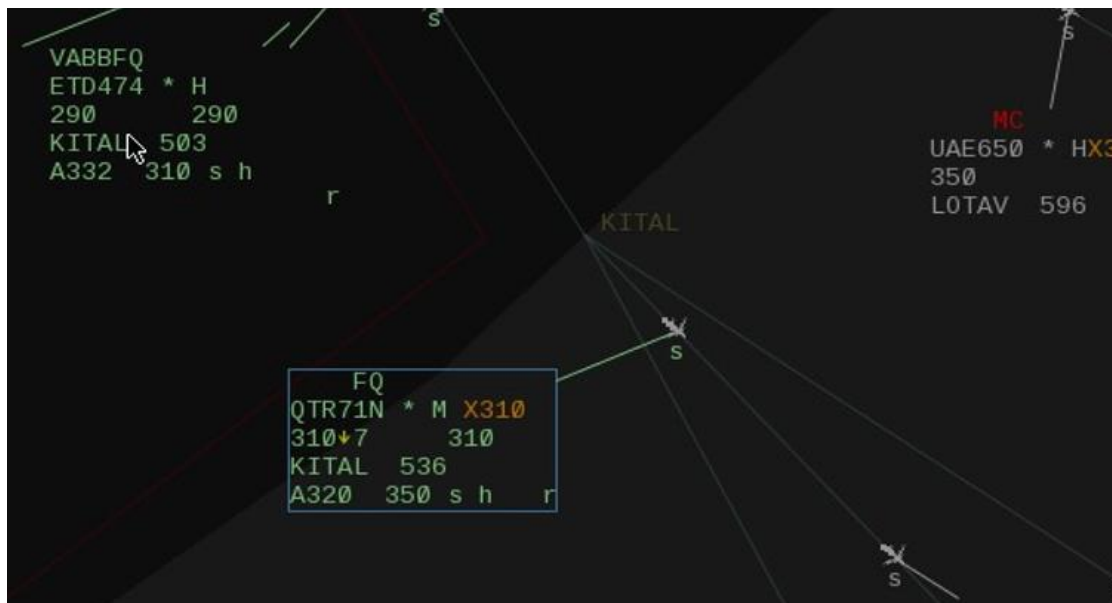 s
s
VABBFQ
ETD474 * H
290 290
KITAL 503
A332 310 s h
r
MC
UAE650 * HX3
350
LOTAV 596
KITAL
s
FQ
QTR71N * M X310
310↓7 310
KITAL 536
A320 350 s h r
s